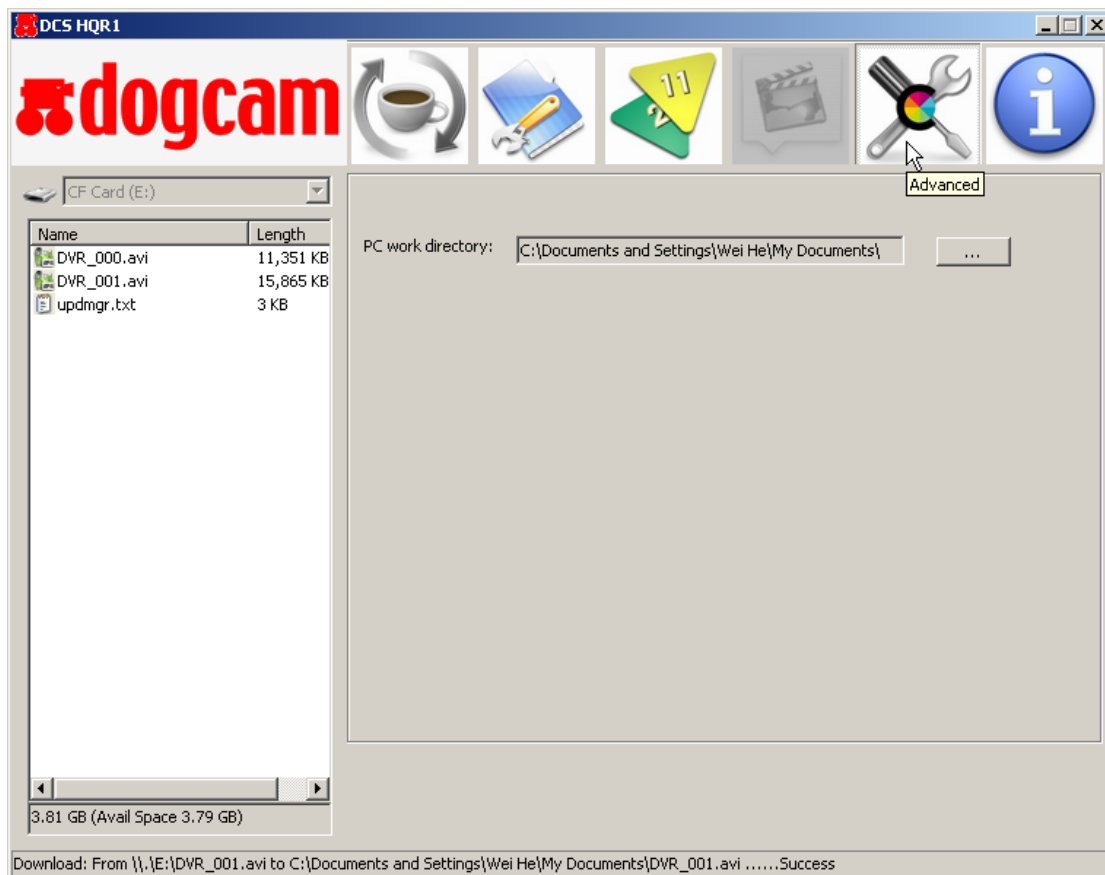 DCS HQR1
dogcam
11
2
i
Advanced
CF Card (E:)
Name Length
DVR_000.avi 11,351 KB
DVR_001.avi 15,865 KB
updmgr.txt 3 KB
PC work directory: C:\Documents and Settings\Wei He\My Documents\ ...
3.81 GB (Avail Space 3.79 GB)
Download: From \\.\E:\DVR_001.avi to C:\Documents and Settings\Wei He\My Documents\DVR_001.avi ......Success